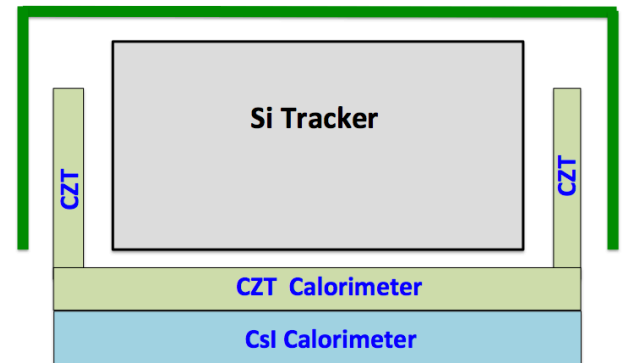 Si Tracker
CZT
CZT
CZT Calorimeter
CsI Calorimeter